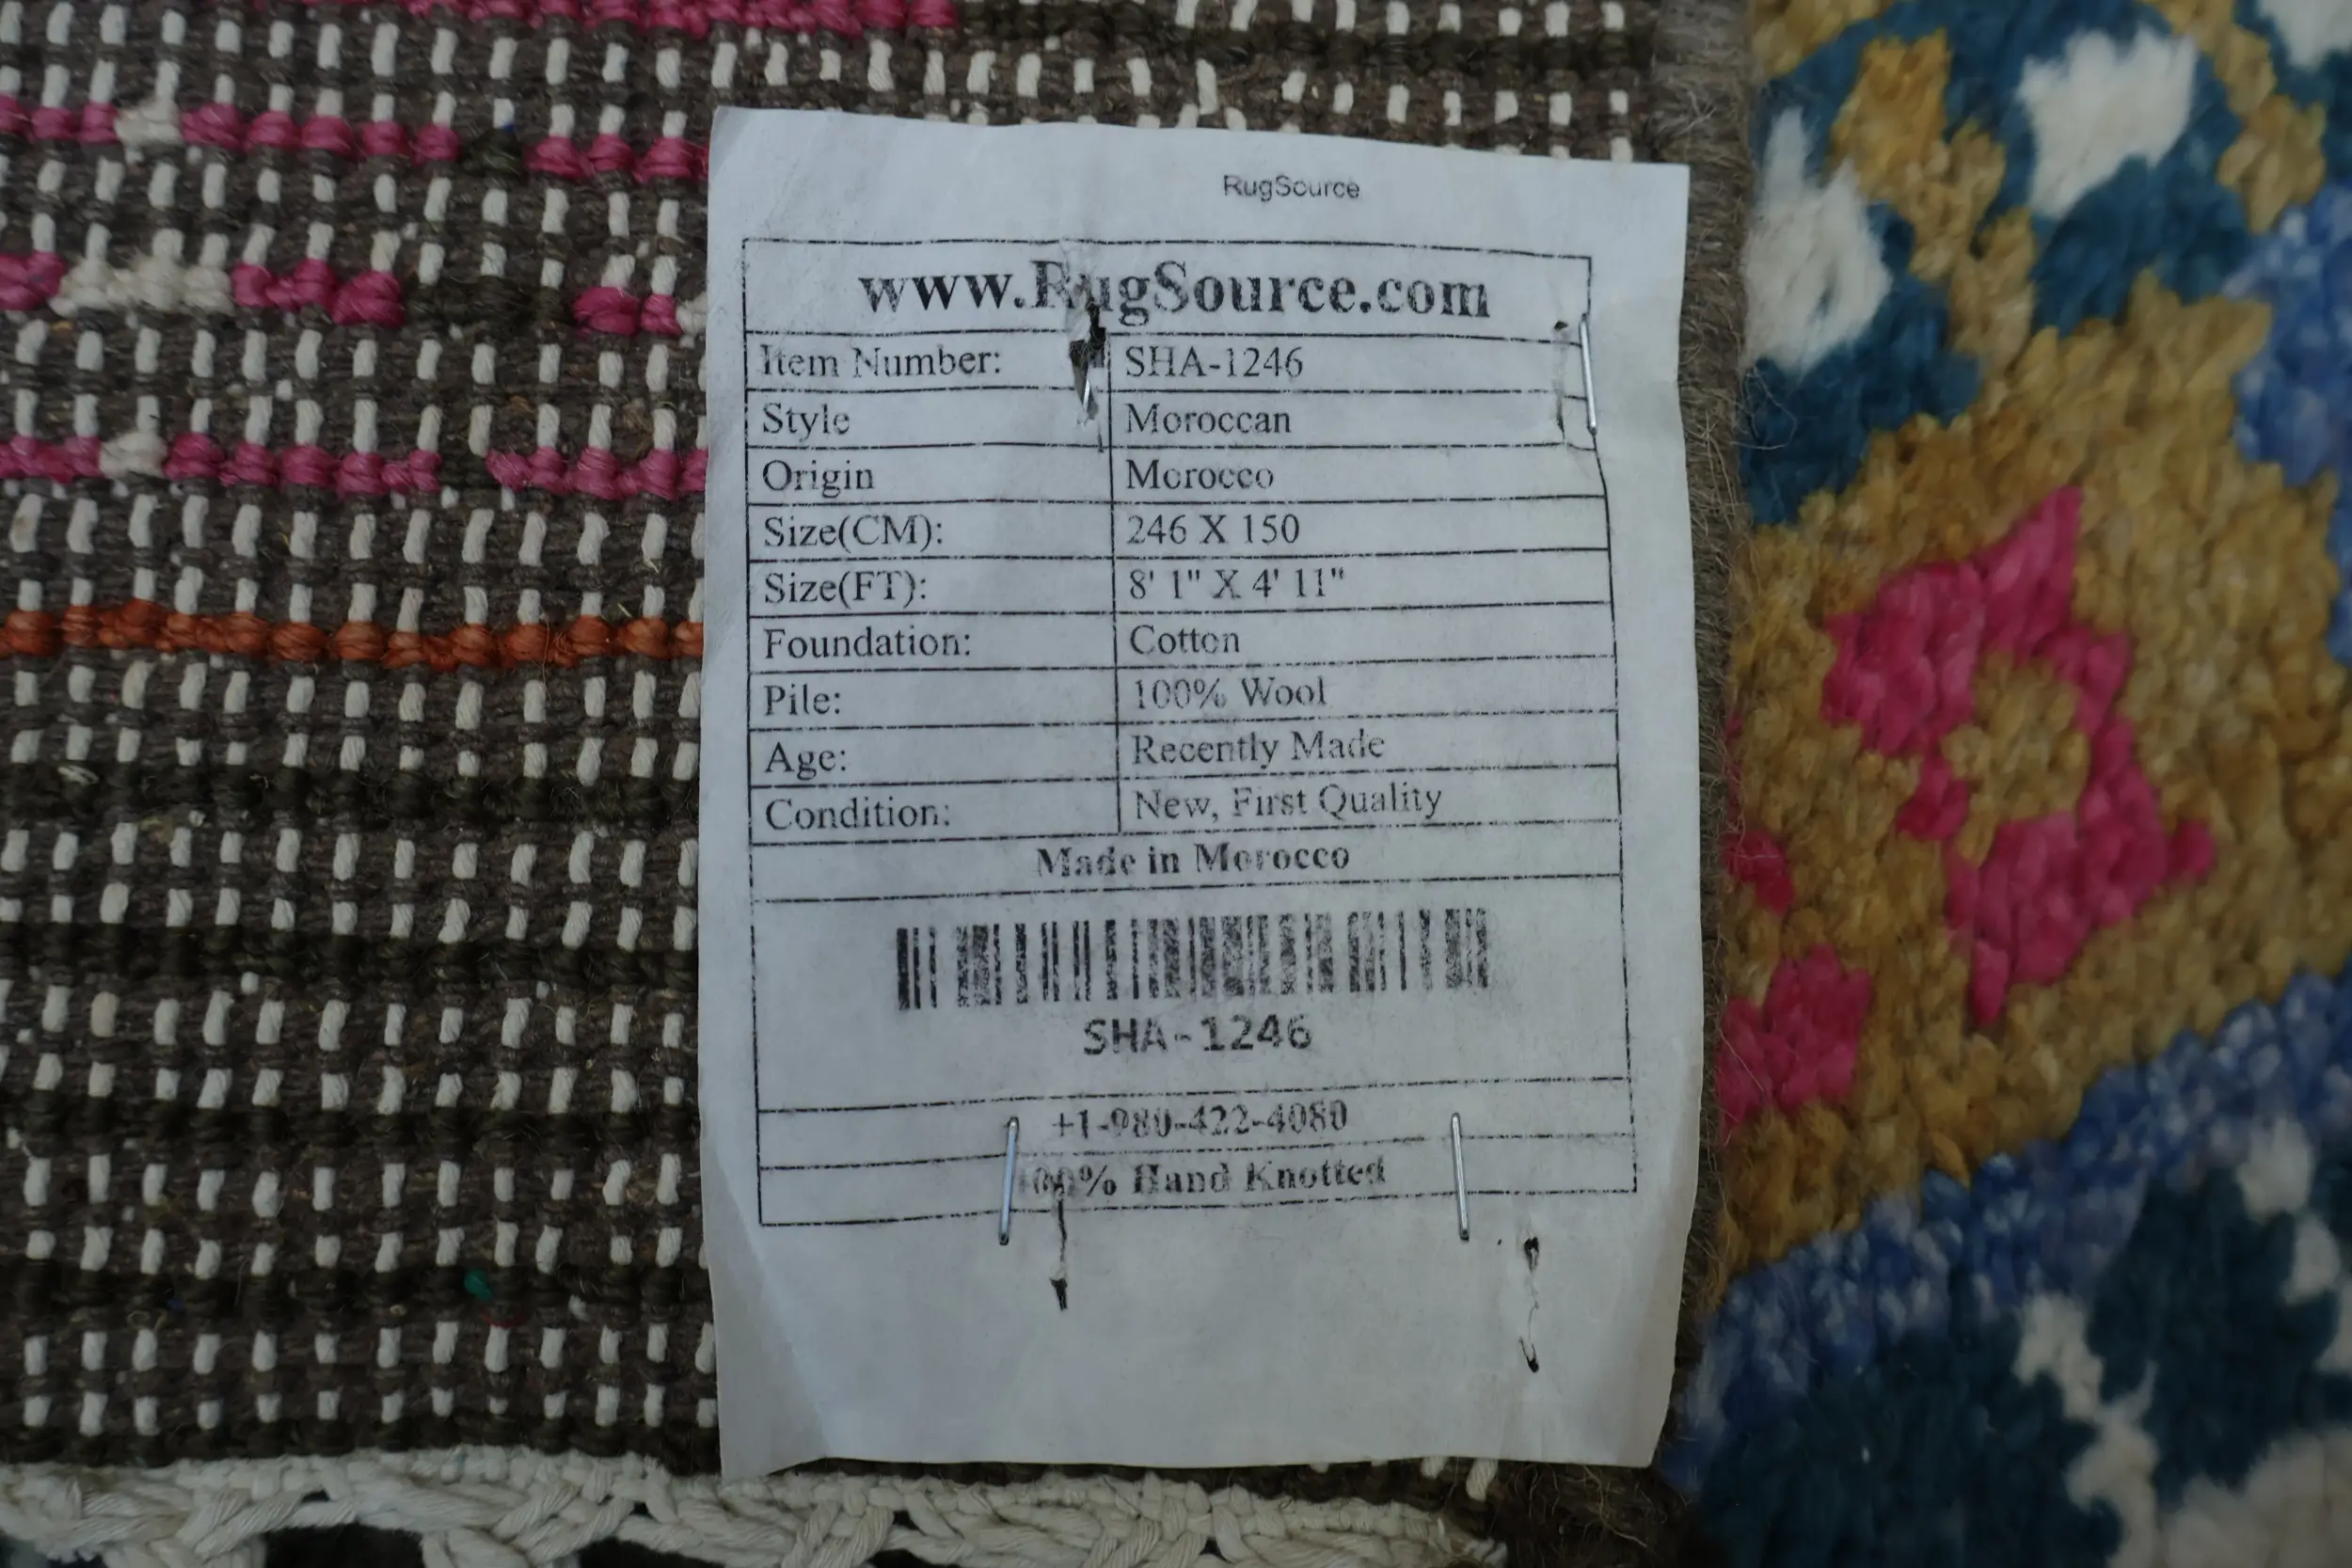 RugSource
www.RugSource.com
Item Number: SHA-1246
Style Moroccan
Origin Morocco
Size(CM): 246 X 150
Size(FT): 8' 1" X 4' 11"
Foundation: Cotton
Pile: 100% Wool
Age: Recently Made
Condition: New, First Quality
Made in Morocco
SHA-1246
+1-980-422-4080
100% Hand Knotted